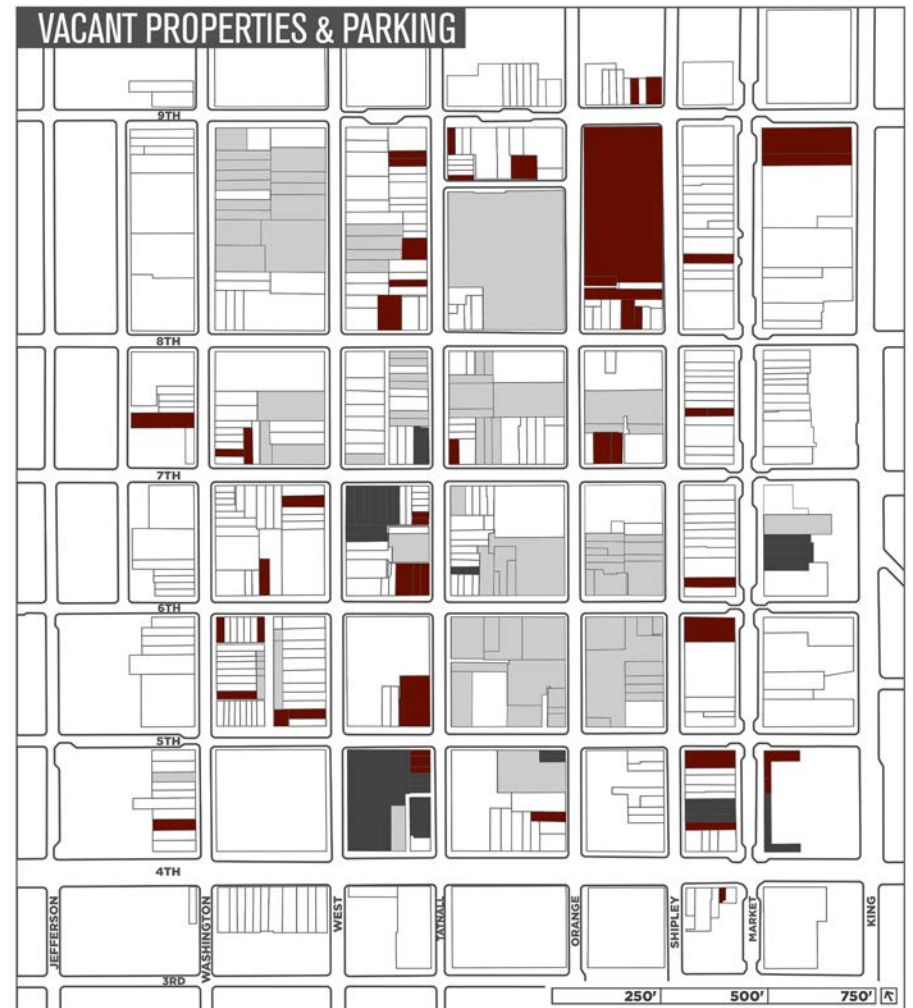 VACANT PROPERTIES & PARKING
9TH
8TH
7TH
6TH
5TH
4TH
3RD
JEFFERSON
WASHINGTON
WEST
TATNALL
ORANGE
SHIPLEY
MARKET
KING
250' 500' 750'